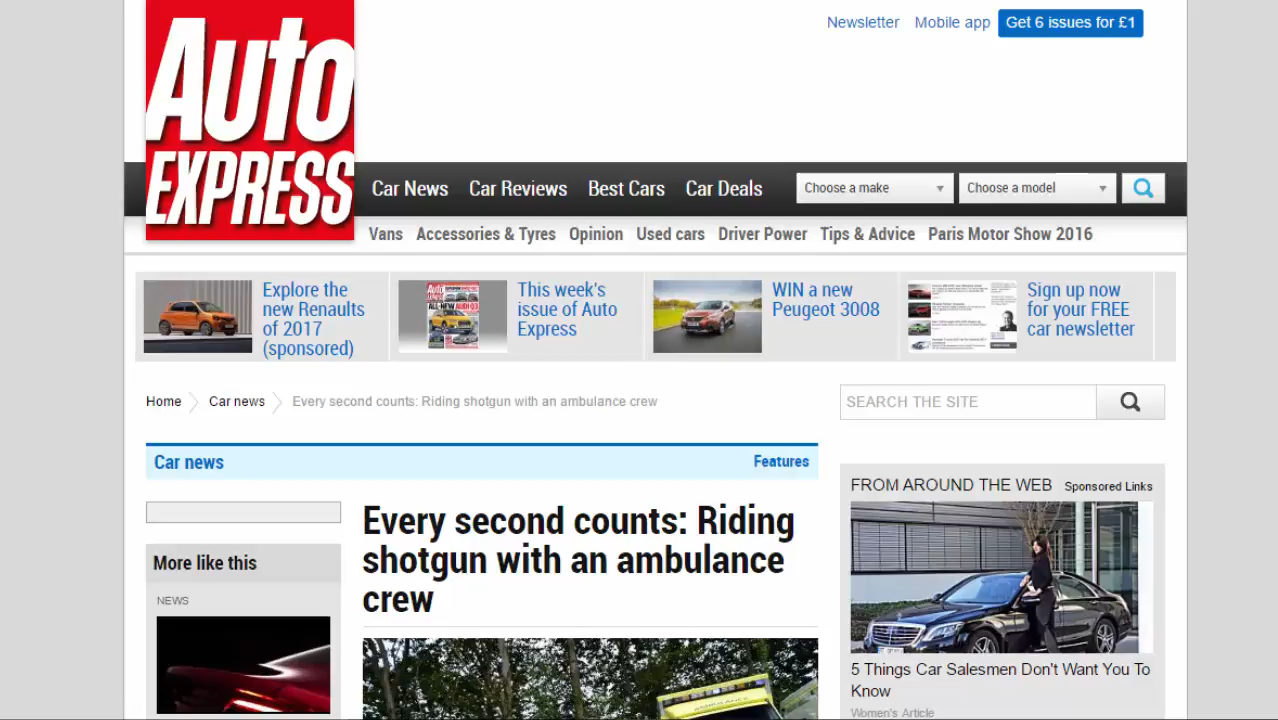 Auto
EXPRESS
Newsletter Mobile app Get 6 issues for £1
Car News Car Reviews Best Cars Car Deals Choose a make Choose a model
Vans Accessories & Tyres Opinion Used cars Driver Power Tips & Advice Paris Motor Show 2016
Explore the
new Renaults
of 2017
(sponsored)
This week's
issue of Auto
Express
WIN a new
Peugeot 3008
Sign up now
for your FREE
car newsletter
Home Car news Every second counts: Riding shotgun with an ambulance crew
SEARCH THE SITE
Car news Features
Every second counts: Riding
shotgun with an ambulance
crew
More like this
NEWS
AMBULANCE
FROM AROUND THE WEB Sponsored Links
5 Things Car Salesmen Don't Want You To
Know
Women's Article